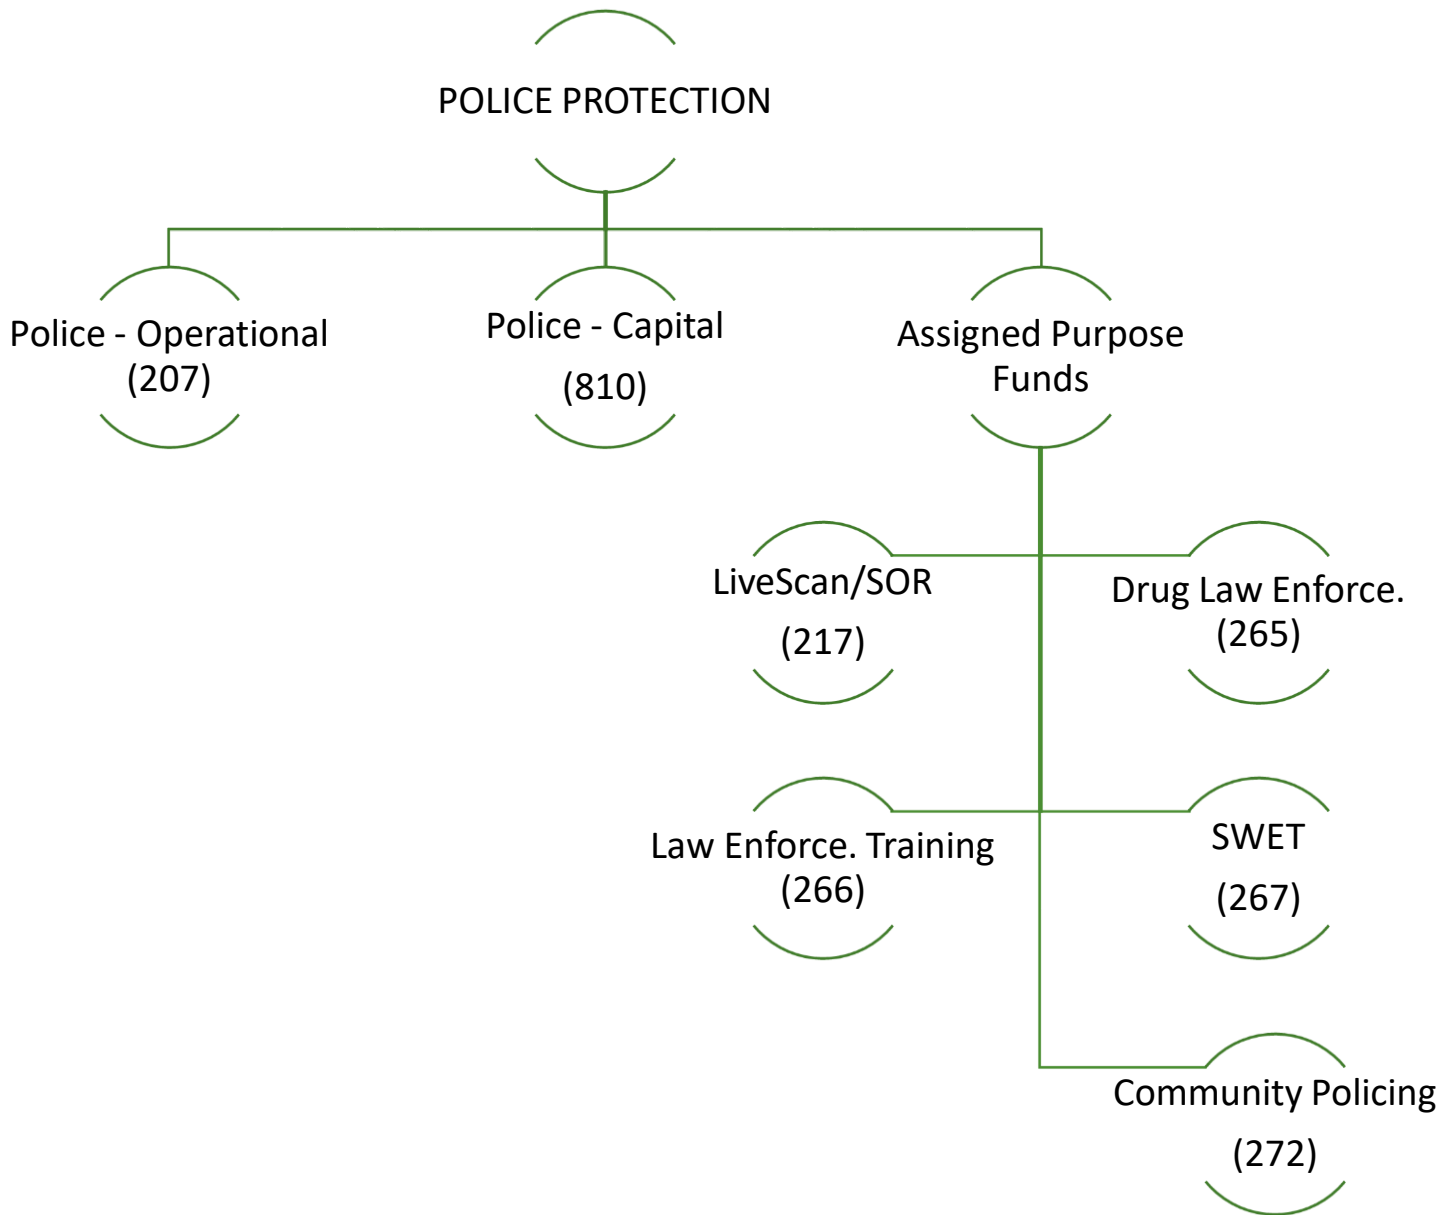 POLICE PROTECTION
Police - Operational
(207)
Police - Capital
(810)
Assigned Purpose
Funds
LiveScan/SOR
(217)
Drug Law Enforce.
(265)
Law Enforce. Training
(266)
SWET
(267)
Community Policing
(272)